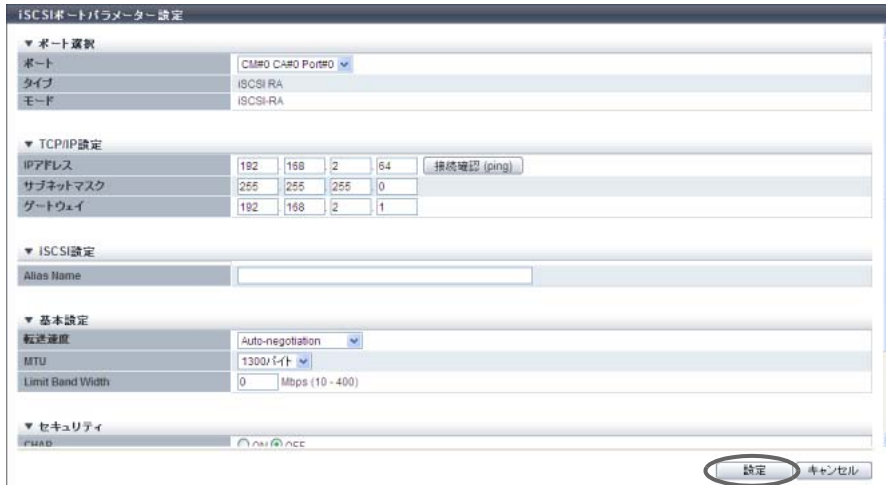 iSCSIポートパラメーター設定
▼ ポート選択
ポート CM#0 CA#0 Port#0
タイプ iSCSI RA
モード iSCSI-RA
▼ TCP/IP設定
IPアドレス 192 . 168 . 2 . 64 接続確認 (ping)
サブネットマスク 255 . 255 . 255 . 0
ゲートウェイ 192 . 168 . 2 . 1
▼ iSCSI設定
Alias Name
▼ 基本設定
転送速度 Auto-negotiation
MTU 1300バイト
Limit Band Width 0 Mbps (10 - 400)
▼ セキュリティ
CHAP ON OFF
設定 キャンセル